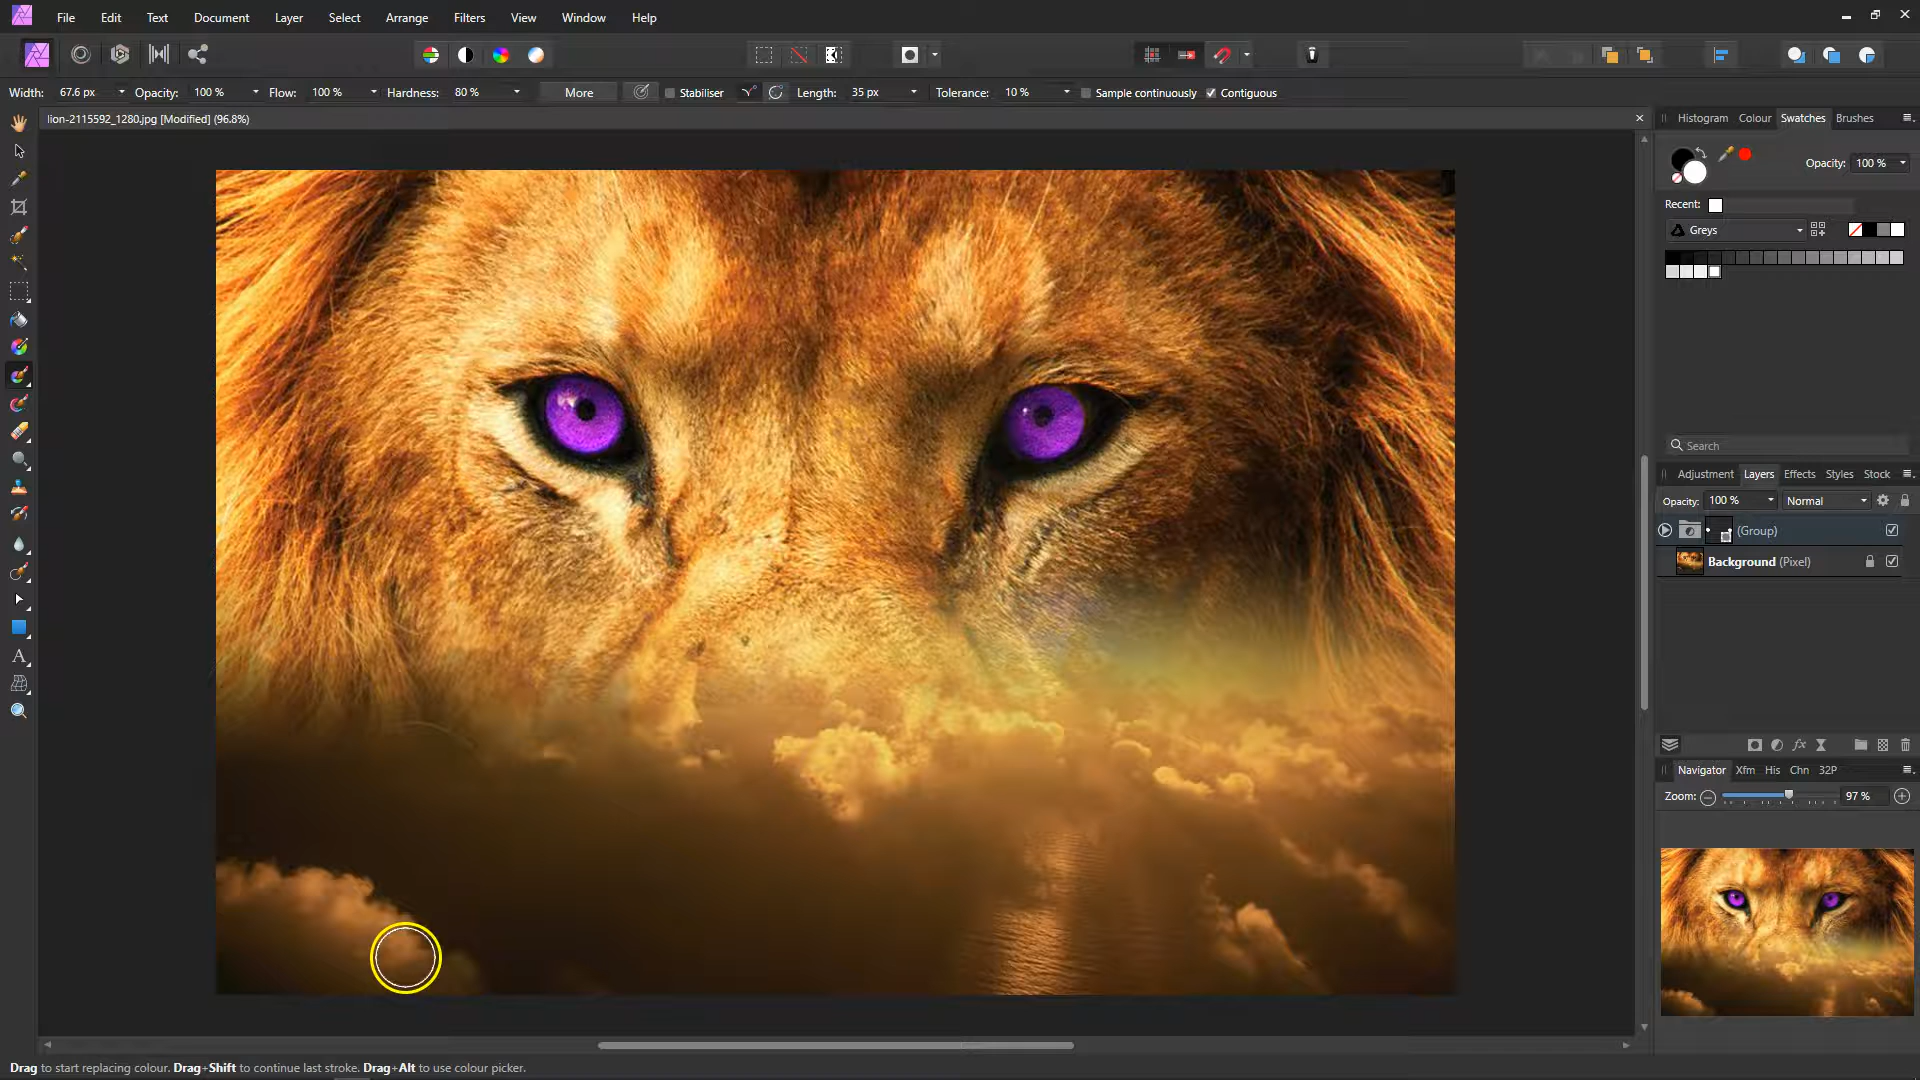 File Edit Text Document Layer Select Arrange Filters View Window Help
Width: 67.6 px Opacity: 100 % Flow: 100 % Hardness: 80 % More Stabiliser Length: 35 px Tolerance: 10 % Sample continuously Contiguous
lion-2115592_1280.jpg [Modified] (96.8%)
Histogram Colour Swatches Brushes
Opacity: 100 %
Recent:
Greys
Search
Adjustment Layers Effects Styles Stock
Opacity: 100 % Normal
(Group)
Background (Pixel)
Navigator Xfm His Chn 32P
Zoom: 97 %
Drag to start replacing colour. Drag+Shift to continue last stroke. Drag+Alt to use colour picker.